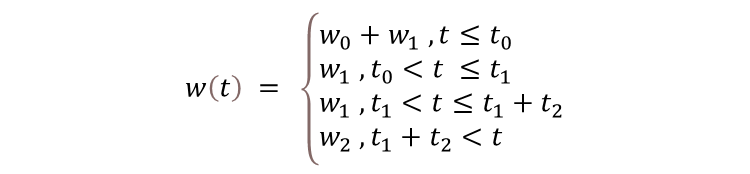 w(t) = { w₀ + w₁ , t ≤ t₀
w₁ , t₀ < t ≤ t₁
w₁ , t₁ < t ≤ t₁ + t₂
w₂ , t₁ + t₂ < t